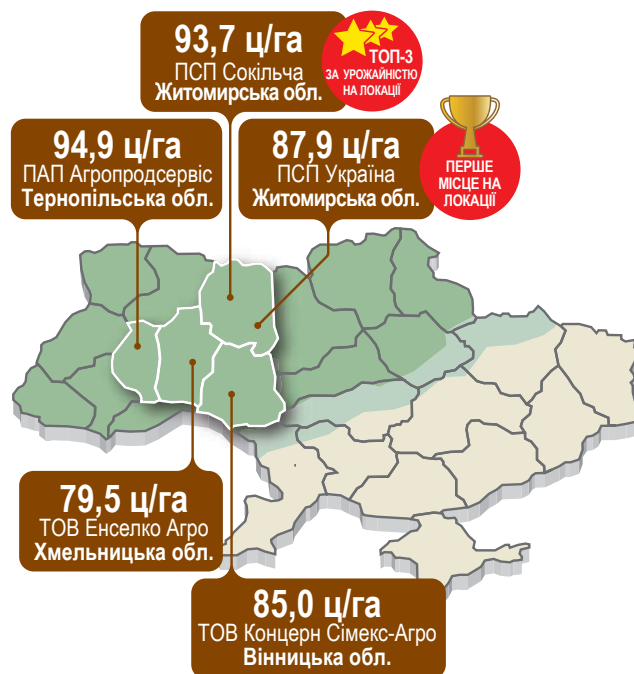 93,7 ц/га
ПСП Сокільча
Житомирська обл.
ТОП-3
ЗА УРОЖАЙНІСТЮ
НА ЛОКАЦІЇ
94,9 ц/га
ПАП Агропродсервіс
Тернопільська обл.
87,9 ц/га
ПСП Україна
Житомирська обл.
ПЕРШЕ
МІСЦЕ НА
ЛОКАЦІЇ
79,5 ц/га
ТОВ Енселко Агро
Хмельницька обл.
85,0 ц/га
ТОВ Концерн Сімекс-Агро
Вінницька обл.